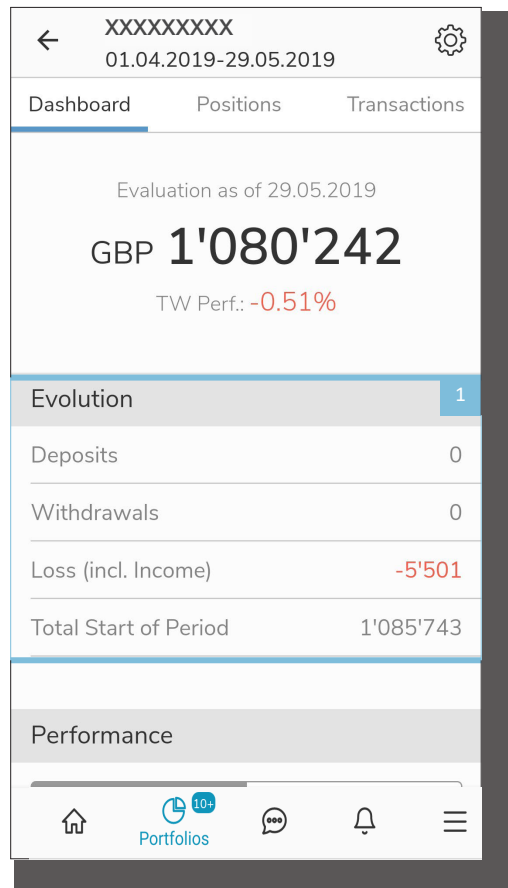 XXXXXXXXX
01.04.2019-29.05.2019
Dashboard Positions Transactions
Evaluation as of 29.05.2019
GBP 1'080'242
TW Perf.: -0.51%
Evolution 1
Deposits 0
Withdrawals 0
Loss (incl. Income) -5'501
Total Start of Period 1'085'743
Performance
10+
Portfolios